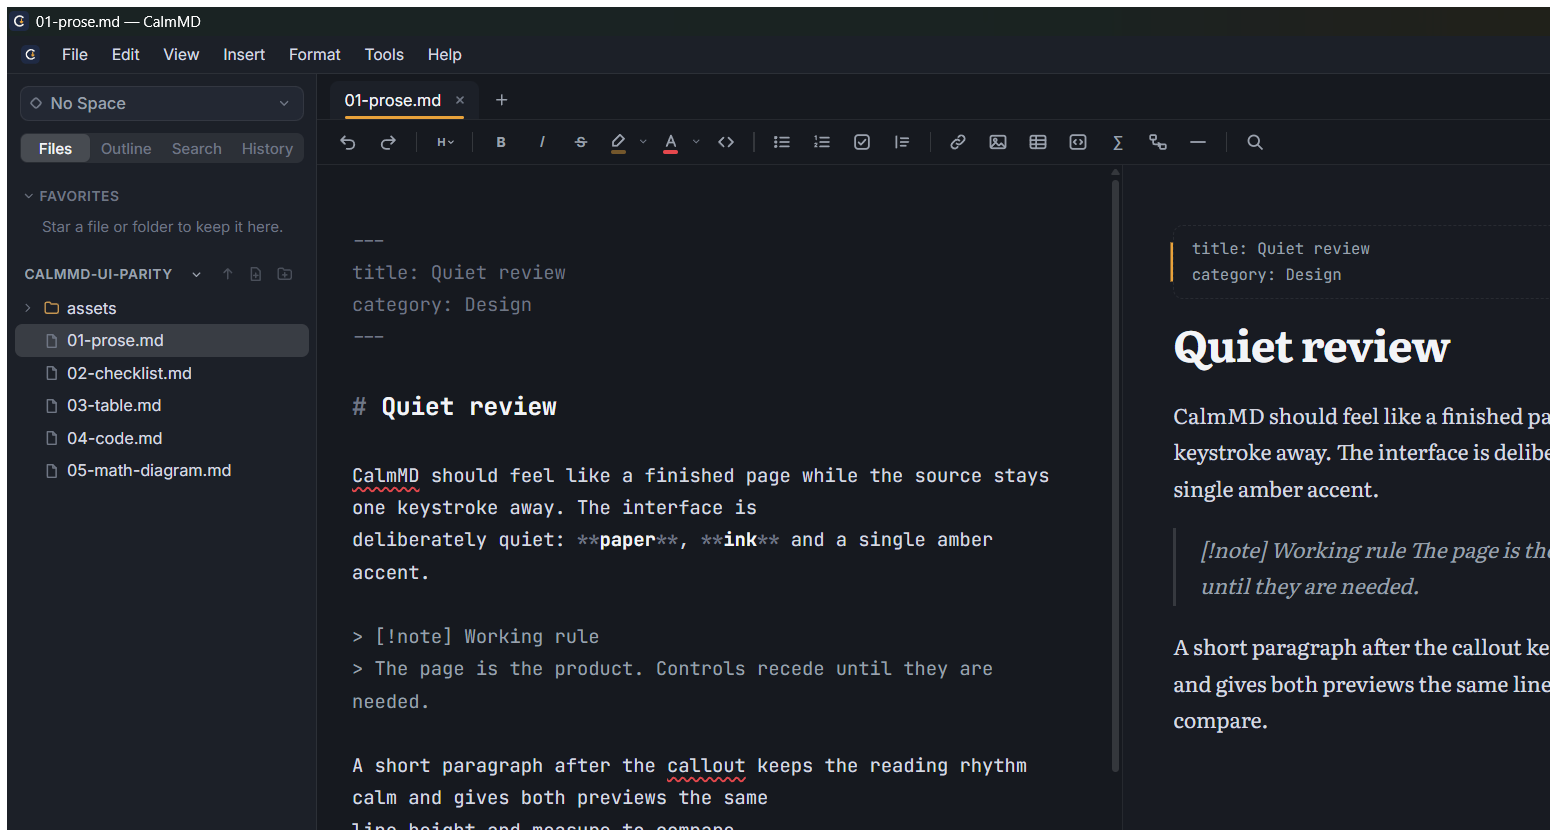 01-prose.md — CalmMD
File Edit View Insert Format Tools Help
No Space
Files Outline Search History
FAVORITES
Star a file or folder to keep it here.
CALMMD-UI-PARITY
assets
01-prose.md
02-checklist.md
03-table.md
04-code.md
05-math-diagram.md
01-prose.md
H B I S A
---
title: Quiet review
category: Design
---
# Quiet review
CalmMD should feel like a finished page while the source stays
one keystroke away. The interface is
deliberately quiet: **paper**, **ink** and a single amber
accent.
> [!note] Working rule
> The page is the product. Controls recede until they are
needed.
A short paragraph after the callout keeps the reading rhythm
calm and gives both previews the same
line height and measure to compare.
title: Quiet review
category: Design
Quiet review
CalmMD should feel like a finished pa
keystroke away. The interface is delibe
single amber accent.
[!note] Working rule The page is the
until they are needed.
A short paragraph after the callout ke
and gives both previews the same line
compare.